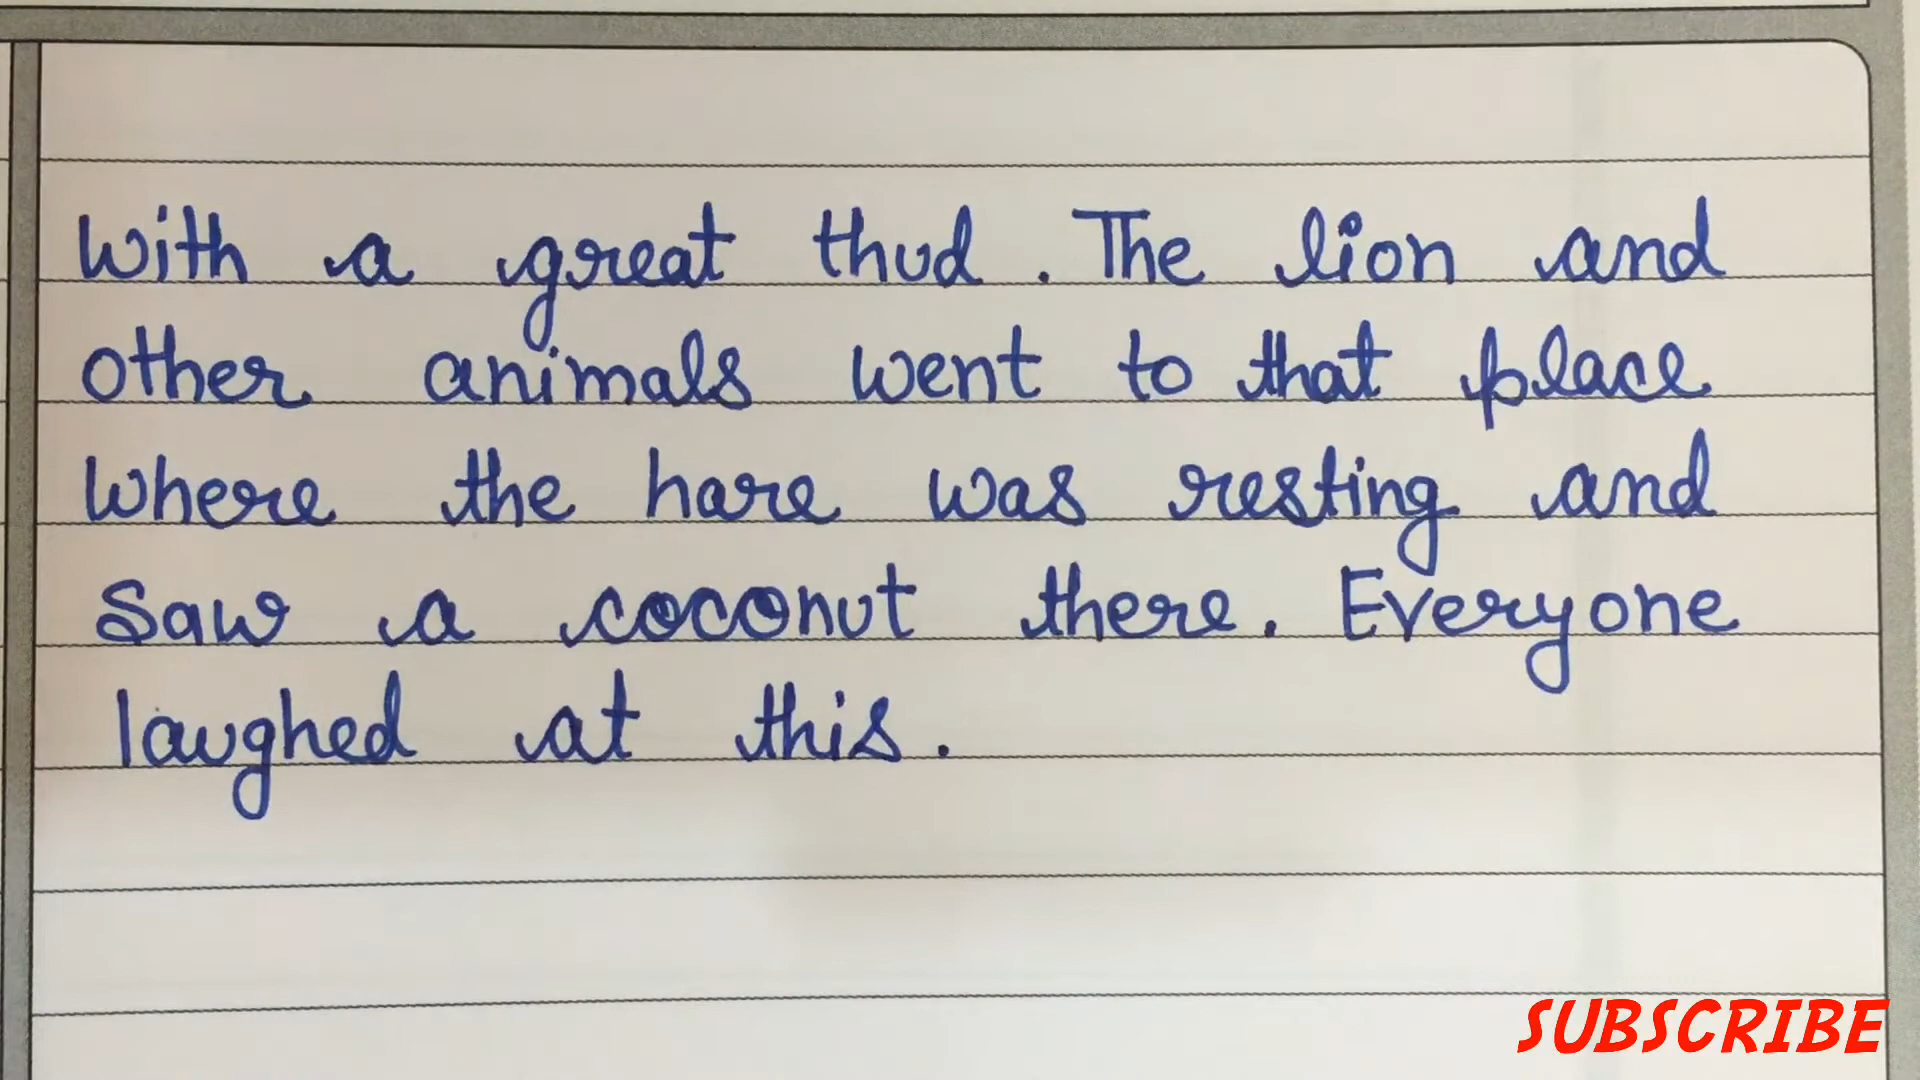 With a great thud. The lion and
other animals went to that place
where the hare was resting and
saw a coconut there. Everyone
laughed at this.
SUBSCRIBE